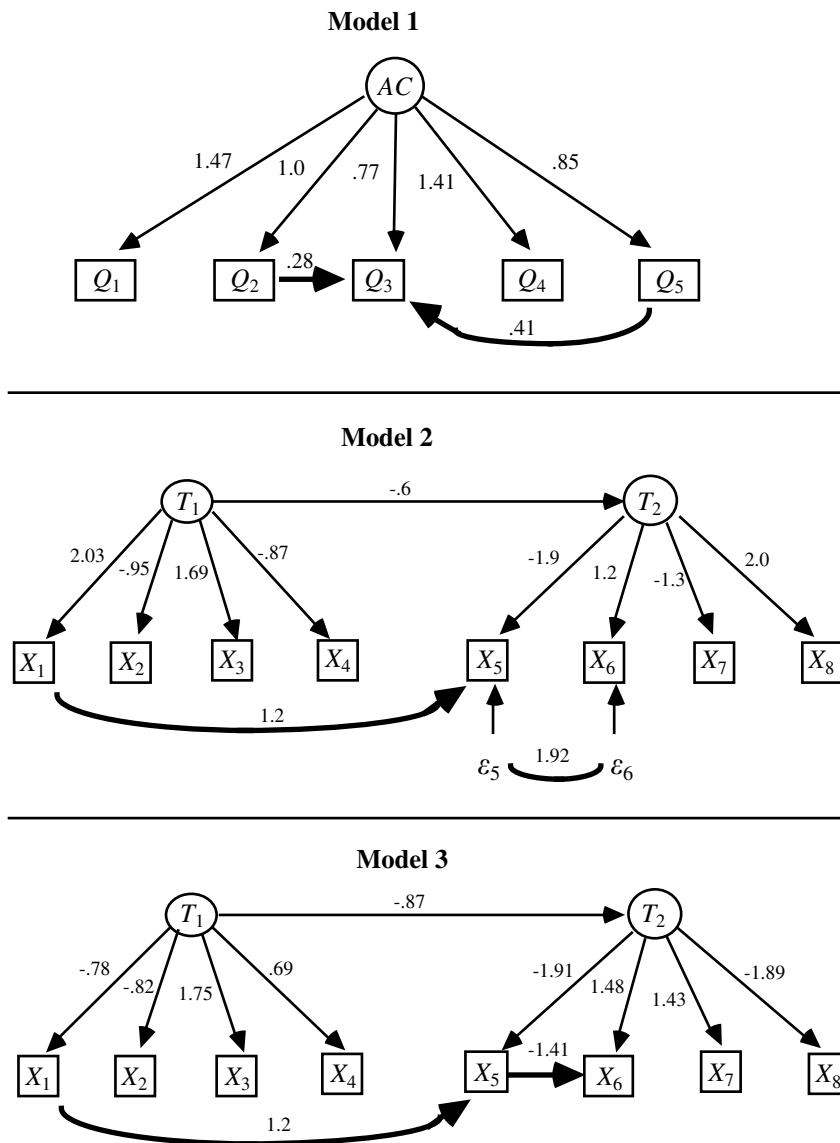 Model 1
AC
1.47 1.0 .77 1.41 .85
Q1 Q2 .28 Q3 Q4 Q5
.41
Model 2
T1 -.6 T2
2.03 -.95 1.69 -.87 -1.9 1.2 -1.3 2.0
X1 X2 X3 X4 X5 X6 X7 X8
1.2
ε5 1.92 ε6
Model 3
T1 -.87 T2
-.78 -.82 1.75 .69 -1.91 1.48 1.43 -1.89
X1 X2 X3 X4 X5 -1.41 X6 X7 X8
1.2